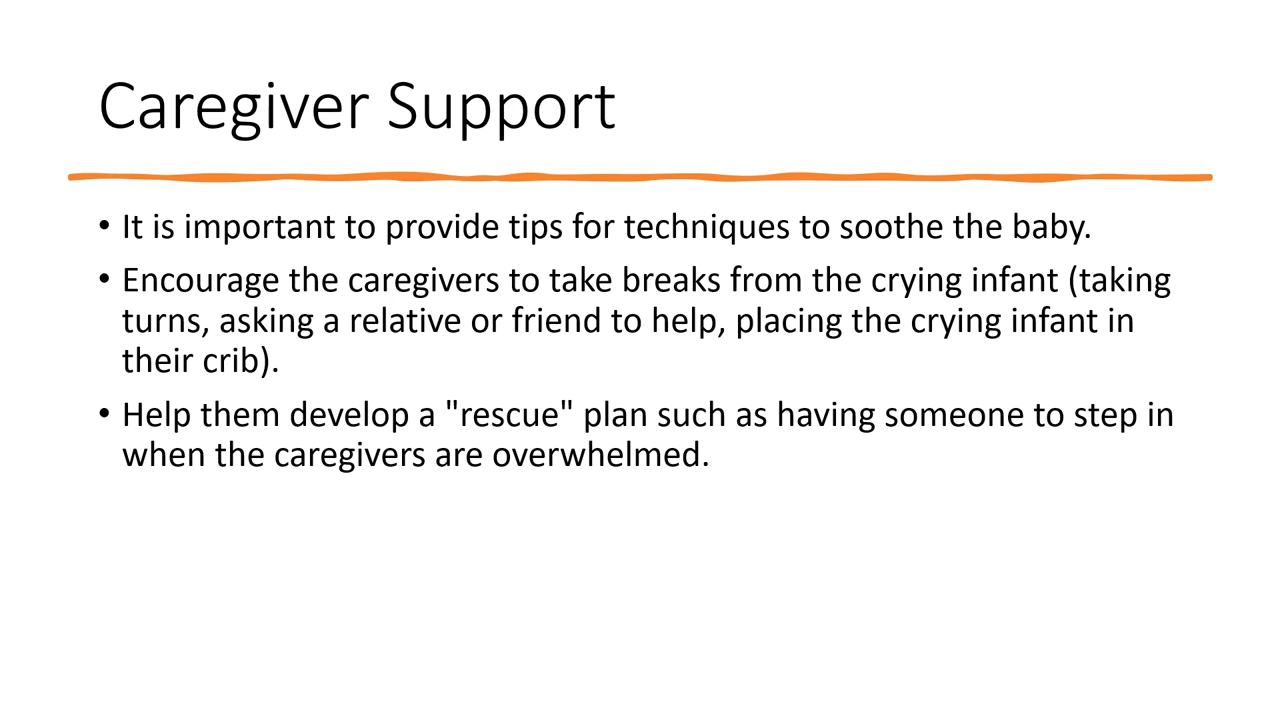 Caregiver Support
• It is important to provide tips for techniques to soothe the baby.
• Encourage the caregivers to take breaks from the crying infant (taking
turns, asking a relative or friend to help, placing the crying infant in
their crib).
• Help them develop a "rescue" plan such as having someone to step in
when the caregivers are overwhelmed.